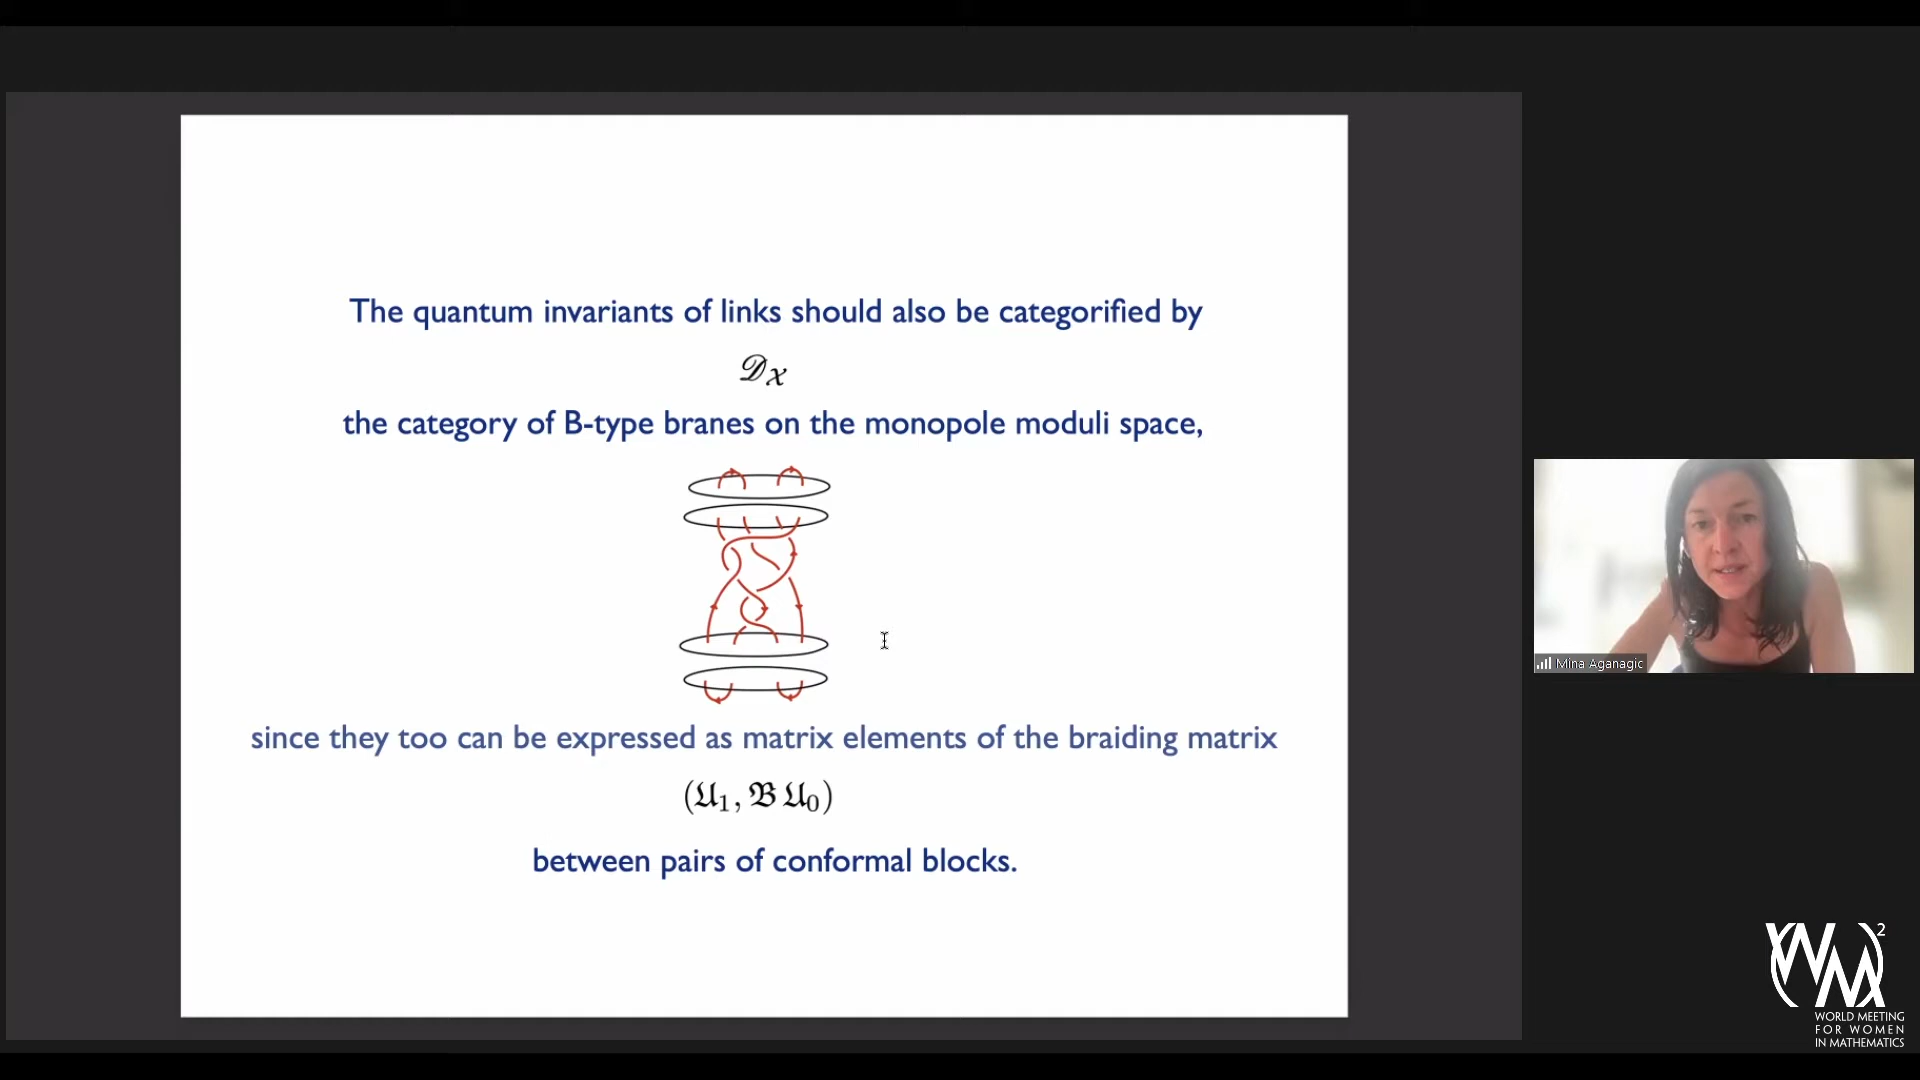 The quantum invariants of links should also be categorified by
𝒟𝒳
the category of B-type branes on the monopole moduli space,
since they too can be expressed as matrix elements of the braiding matrix
(𝔘₁, 𝔅 𝔘₀)
between pairs of conformal blocks.
Mina Aganagic
WM)²
WORLD MEETING
FOR WOMEN
IN MATHEMATICS